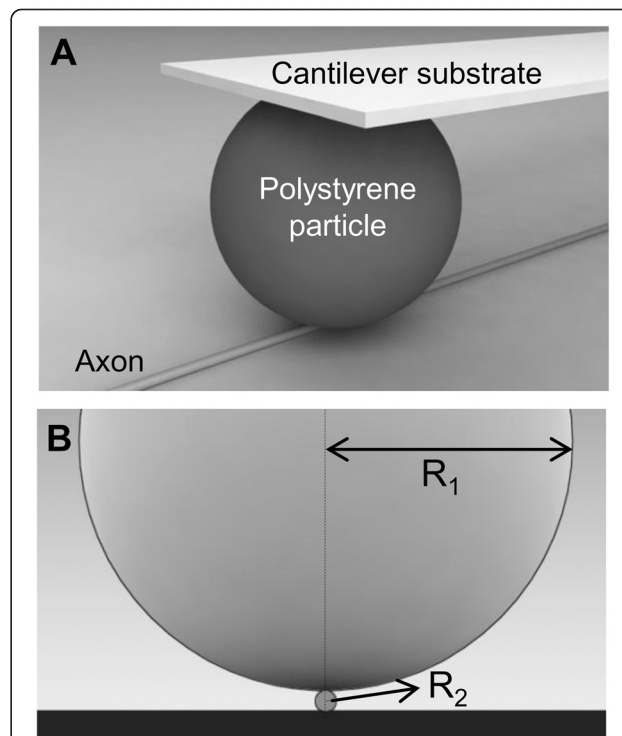 A
Cantilever substrate
Polystyrene
particle
Axon
B
R₁
R₂